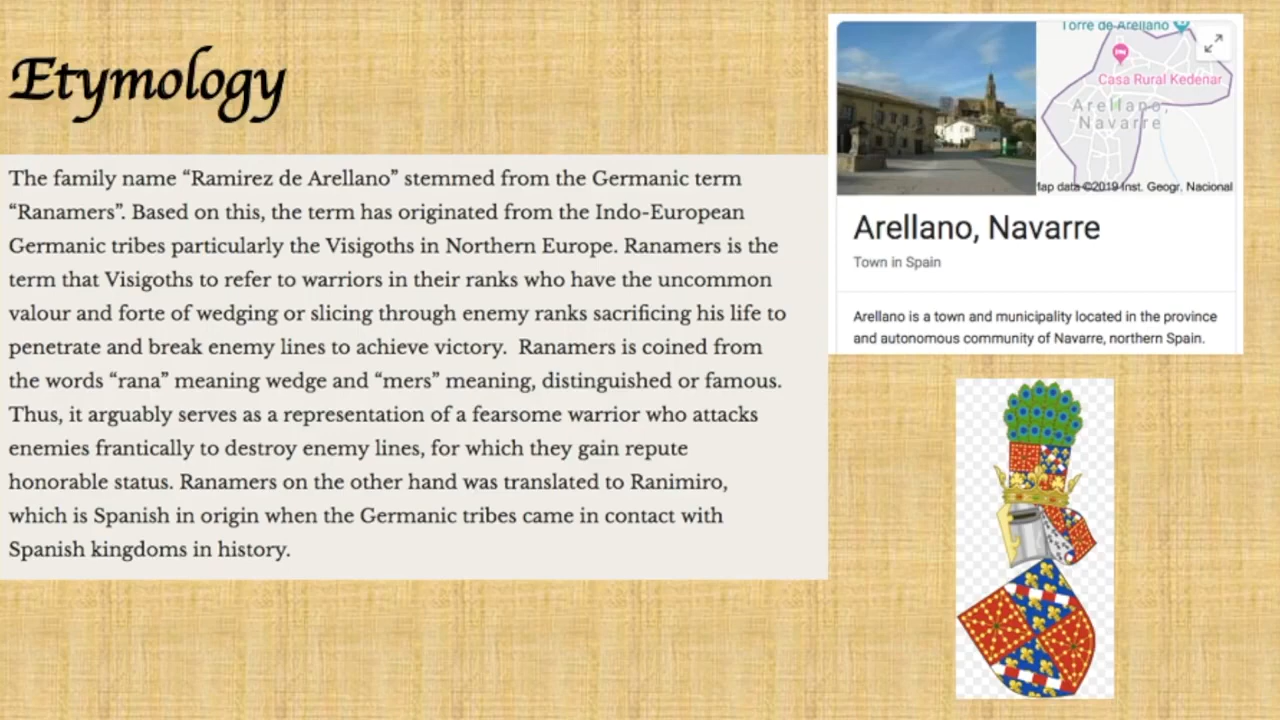 Etymology
The family name “Ramirez de Arellano” stemmed from the Germanic term
“Ranamers”. Based on this, the term has originated from the Indo-European
Germanic tribes particularly the Visigoths in Northern Europe. Ranamers is the
term that Visigoths to refer to warriors in their ranks who have the uncommon
valour and forte of wedging or slicing through enemy ranks sacrificing his life to
penetrate and break enemy lines to achieve victory.  Ranamers is coined from
the words “rana” meaning wedge and “mers” meaning, distinguished or famous.
Thus, it arguably serves as a representation of a fearsome warrior who attacks
enemies frantically to destroy enemy lines, for which they gain repute
honorable status. Ranamers on the other hand was translated to Ranimiro,
which is Spanish in origin when the Germanic tribes came in contact with
Spanish kingdoms in history.
Torre de Arellano
Casa Rural Kedenar
Arellano,
Navarre
Map data ©2019 Inst. Geogr. Nacional
Arellano, Navarre
Town in Spain
Arellano is a town and municipality located in the province
and autonomous community of Navarre, northern Spain.